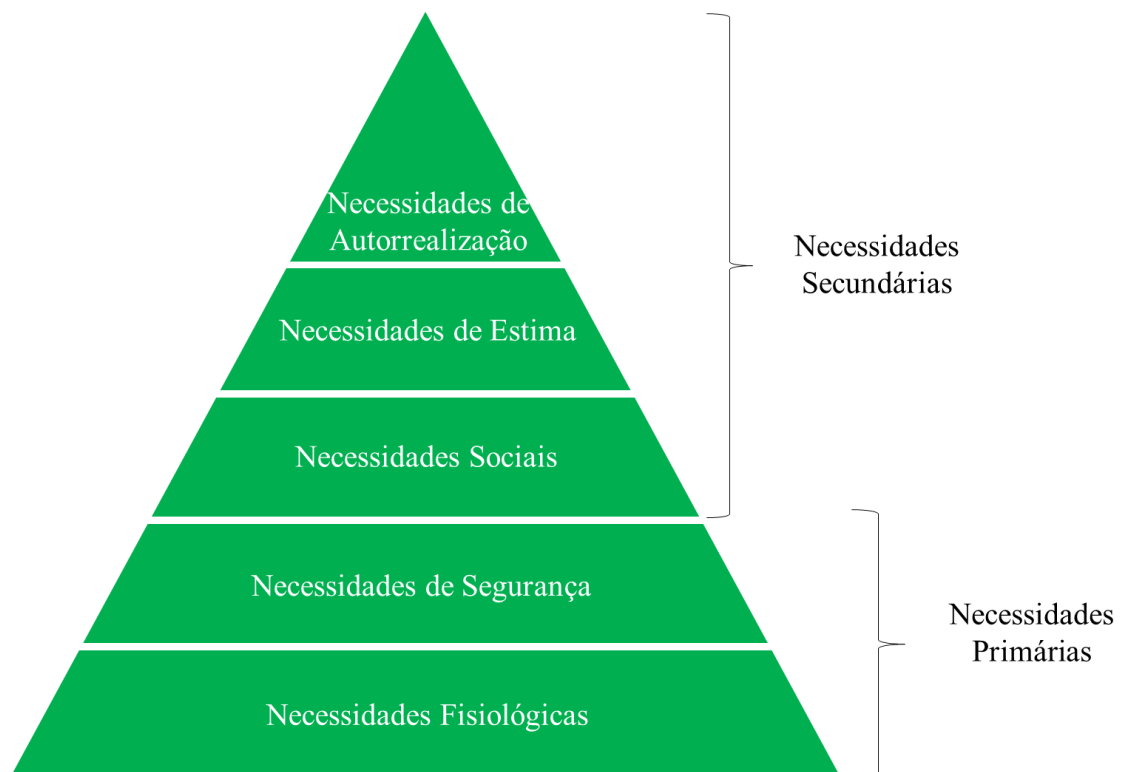 Necessidades de
Autorrealização
Necessidades de Estima
Necessidades Sociais
Necessidades de Segurança
Necessidades Fisiológicas
Necessidades
Secundárias
Necessidades
Primárias